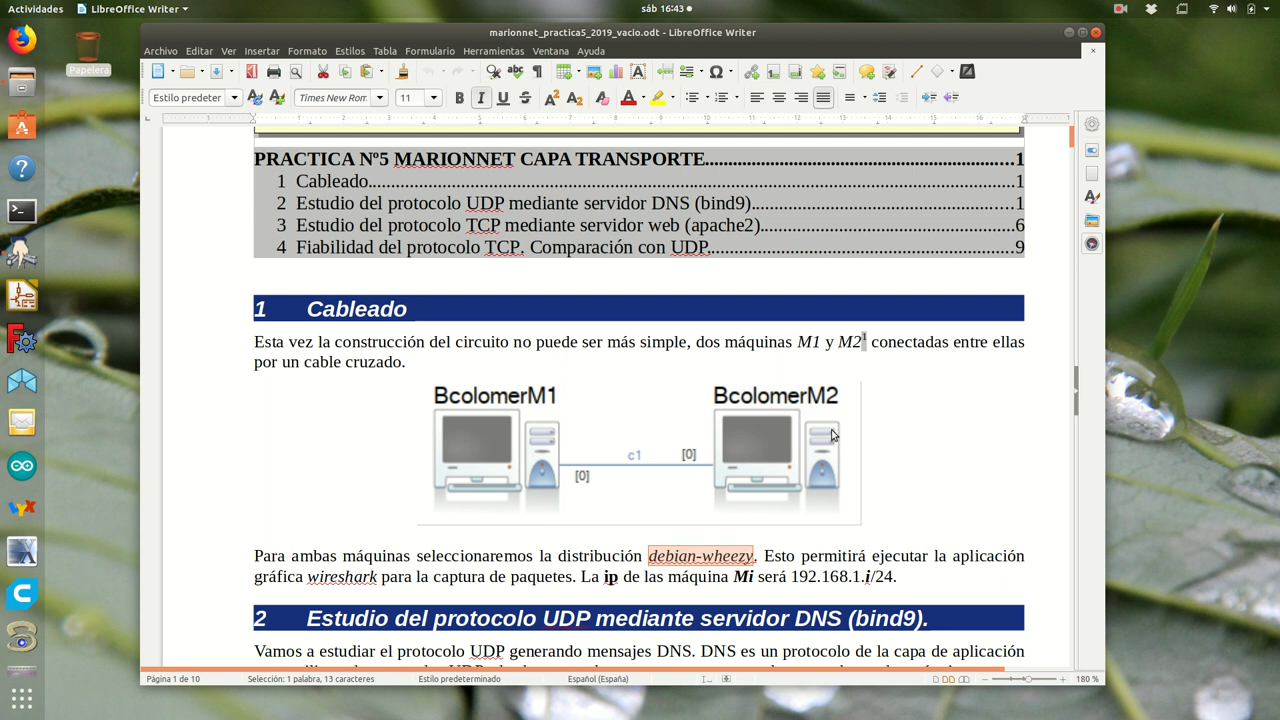 Actividades LibreOffice Writer sáb 16:43
Papelera
marionnet_practica5_2019_vacio.odt - LibreOffice Writer
Archivo Editar Ver Insertar Formato Estilos Tabla Formulario Herramientas Ventana Ayuda
Estilo predeter Times New Rom 11
PRACTICA Nº5 MARIONNET CAPA TRANSPORTE 1
1 Cableado 1
2 Estudio del protocolo UDP mediante servidor DNS (bind9) 1
3 Estudio del protocolo TCP mediante servidor web (apache2) 6
4 Fiabilidad del protocolo TCP. Comparación con UDP. 9
1 Cableado
Esta vez la construcción del circuito no puede ser más simple, dos máquinas M1 y M2¹ conectadas entre ellas
por un cable cruzado.
BcolomerM1 BcolomerM2
c1 [0]
[0]
Para ambas máquinas seleccionaremos la distribución debian-wheezy. Esto permitirá ejecutar la aplicación
gráfica wireshark para la captura de paquetes. La ip de las máquina Mi será 192.168.1.i/24.
2 Estudio del protocolo UDP mediante servidor DNS (bind9).
Vamos a estudiar el protocolo UDP generando mensajes DNS. DNS es un protocolo de la capa de aplicación
Página 1 de 10 Selección: 1 palabra, 13 caracteres Estilo predeterminado Español (España) 180 %